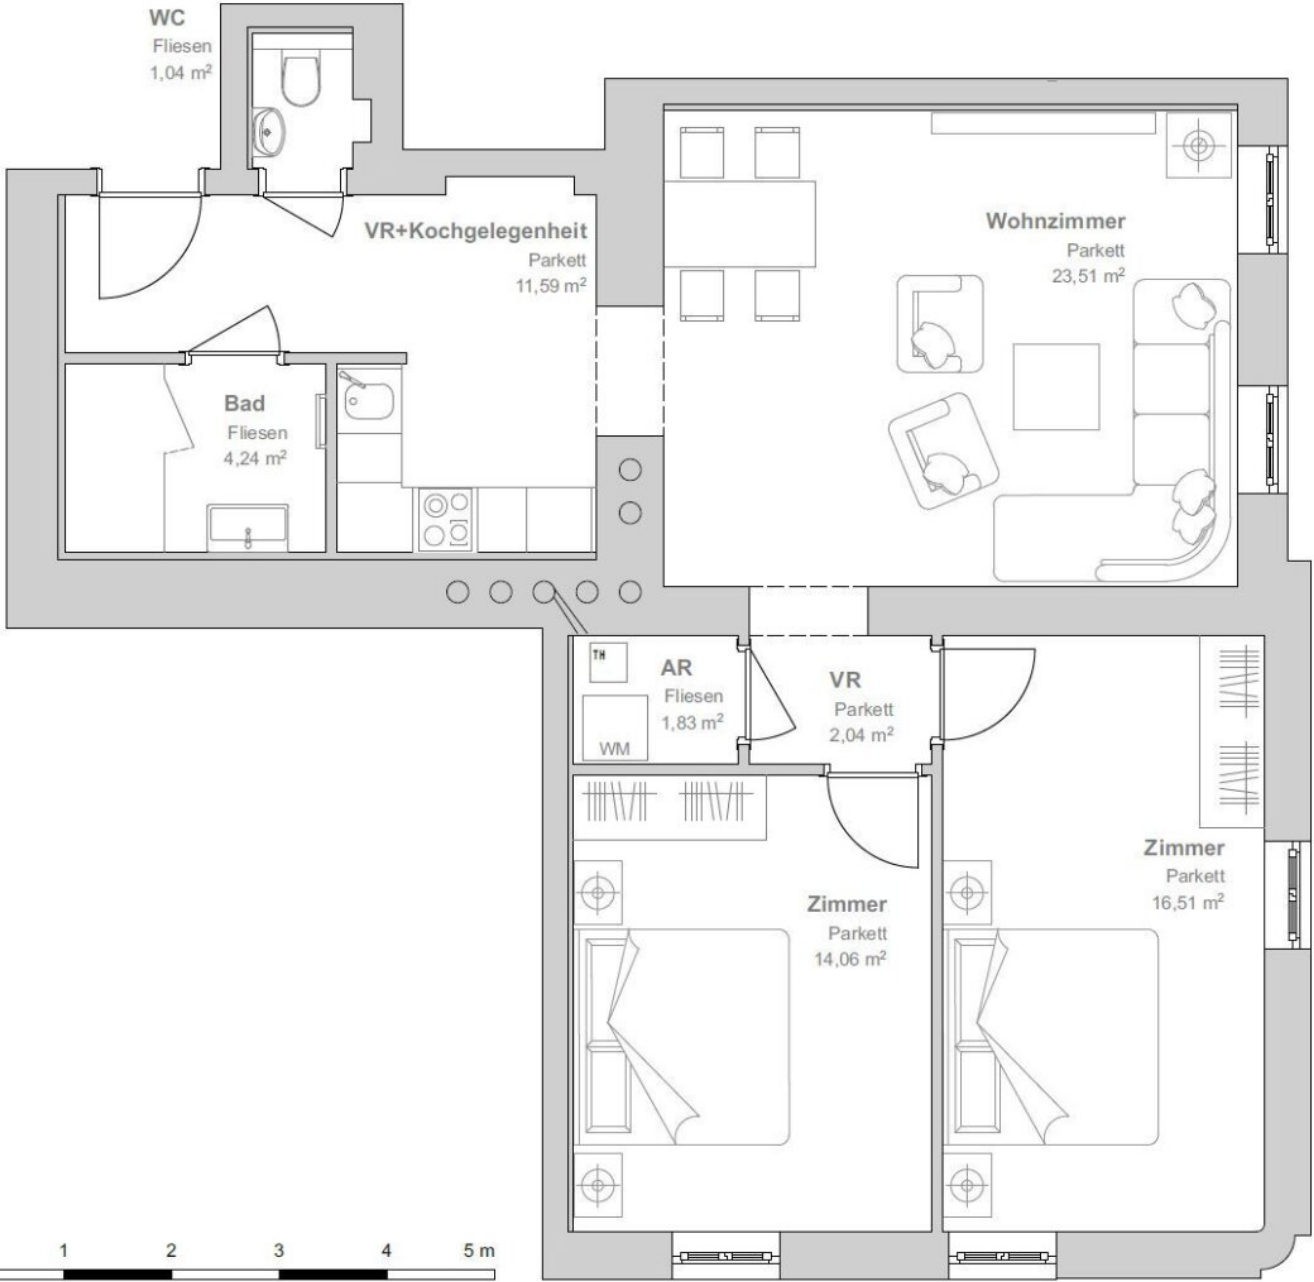 WC
Fliesen
1,04 m²
VR+Kochgelegenheit
Parkett
11,59 m²
Wohnzimmer
Parkett
23,51 m²
Bad
Fliesen
4,24 m²
TH
AR
Fliesen
1,83 m²
WM
VR
Parkett
2,04 m²
Zimmer
Parkett
16,51 m²
Zimmer
Parkett
14,06 m²
1 2 3 4 5 m